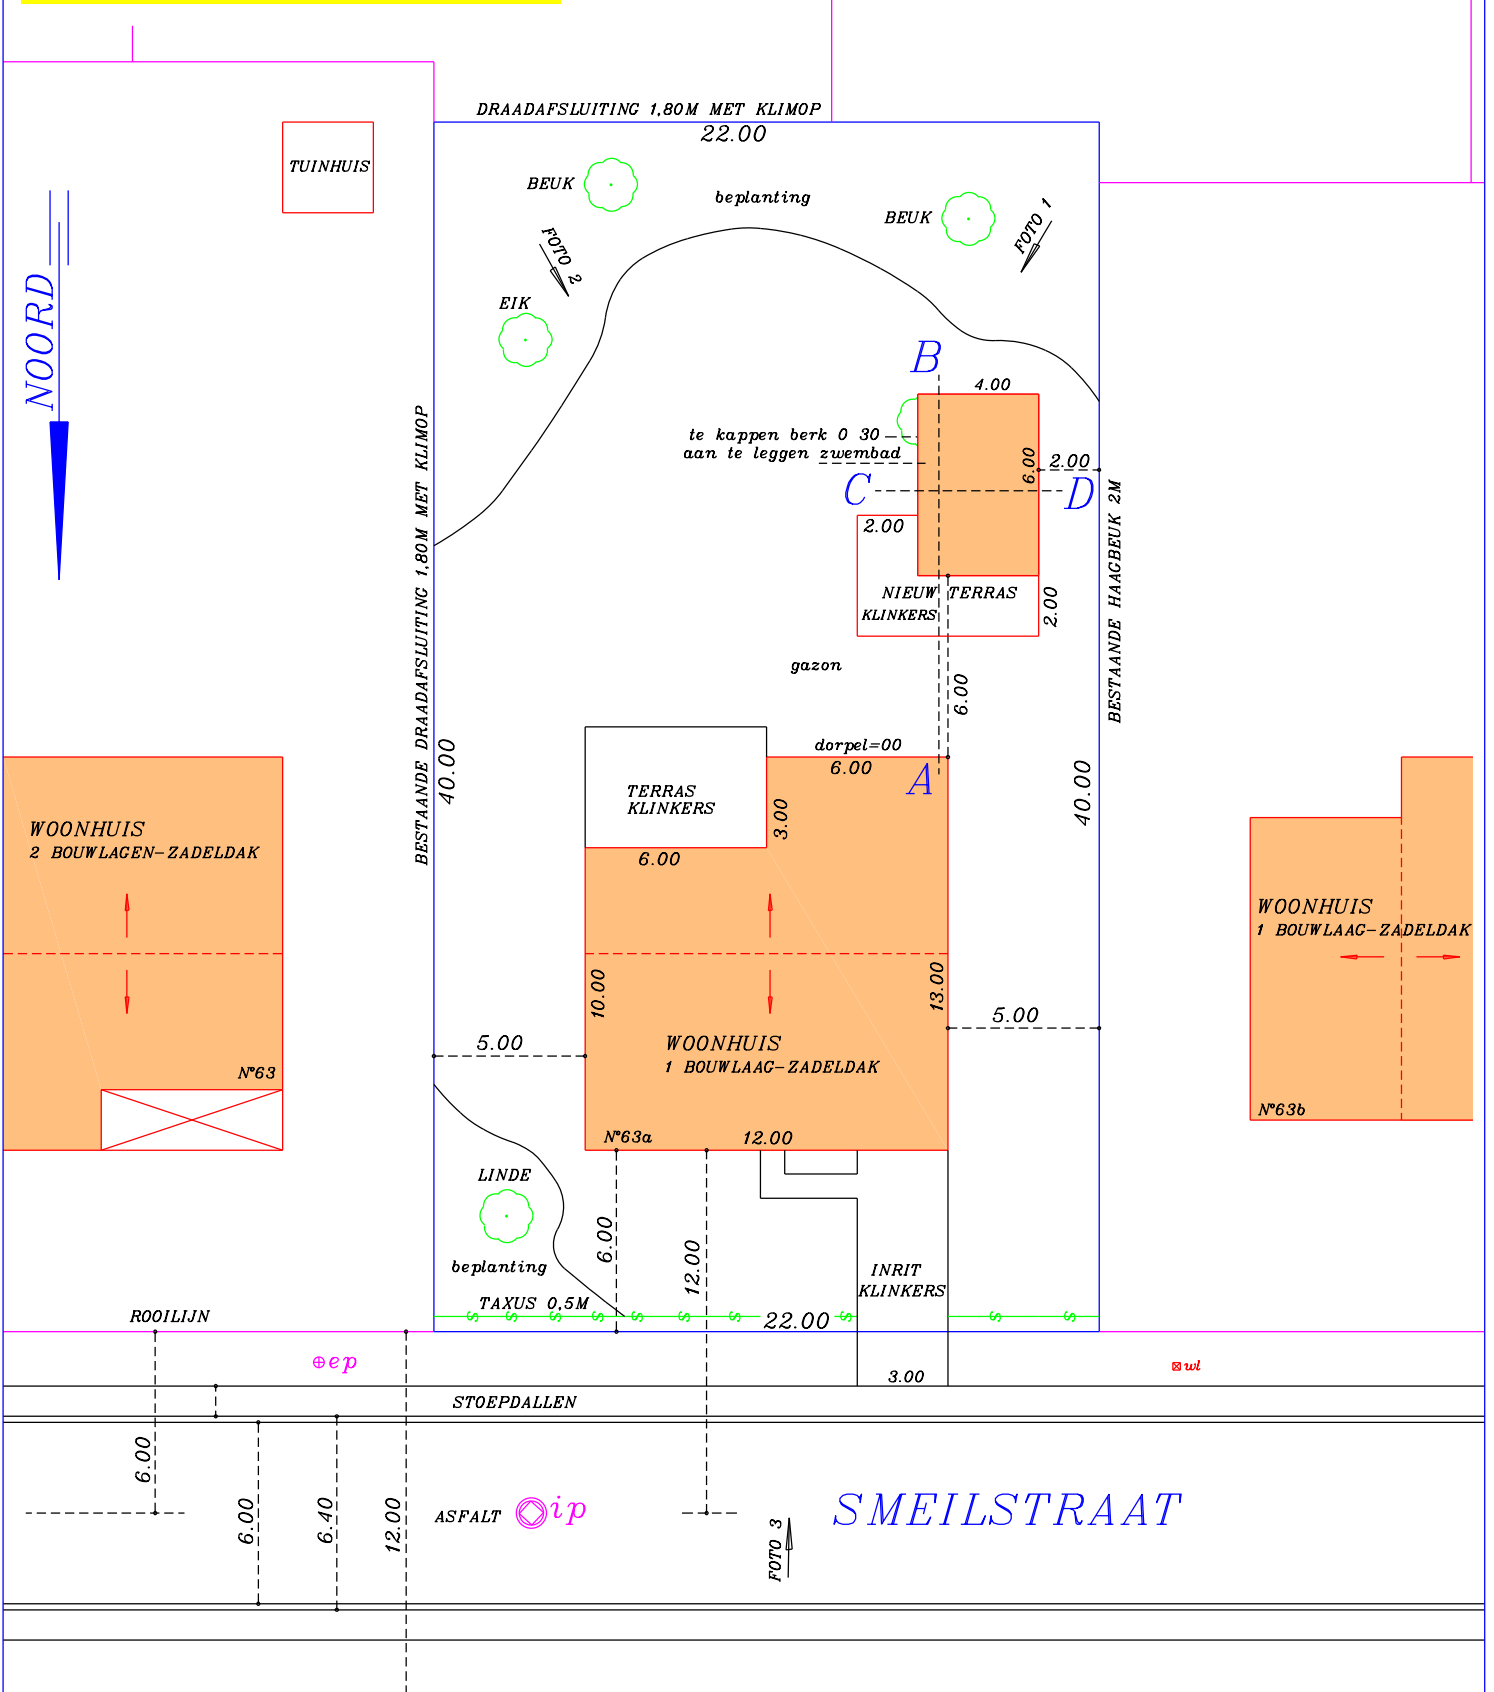 DRAADAFSLUITING 1,80M MET KLIMOP
22.00
TUINHUIS
BEUK
beplanting
BEUK
FOTO 1
FOTO 2
EIK
NOORD
B
4.00
te kappen berk 0 30
aan te leggen zwembad
6.00
2.00
C
D
2.00
BESTAANDE DRAADAFSLUITING 1,80M MET KLIMOP
BESTAANDE HAAGBEUK 2M
NIEUW TERRAS
KLINKERS
2.00
gazon
6.00
dorpel=00
6.00
A
40.00
40.00
TERRAS
KLINKERS
3.00
6.00
WOONHUIS
2 BOUWLAGEN-ZADELDAK
WOONHUIS
1 BOUWLAAG-ZADELDAK
10.00
13.00
5.00
5.00
WOONHUIS
1 BOUWLAAG-ZADELDAK
N°63
N°63b
N°63a
12.00
LINDE
6.00
12.00
beplanting
INRIT
KLINKERS
TAXUS 0,5M
S S S S S S S S S S
22.00
ROOILIJN
ep
wl
3.00
STOEPDALLEN
6.00
6.00
6.40
12.00
ASFALT
ip
SMEILSTRAAT
FOTO 3